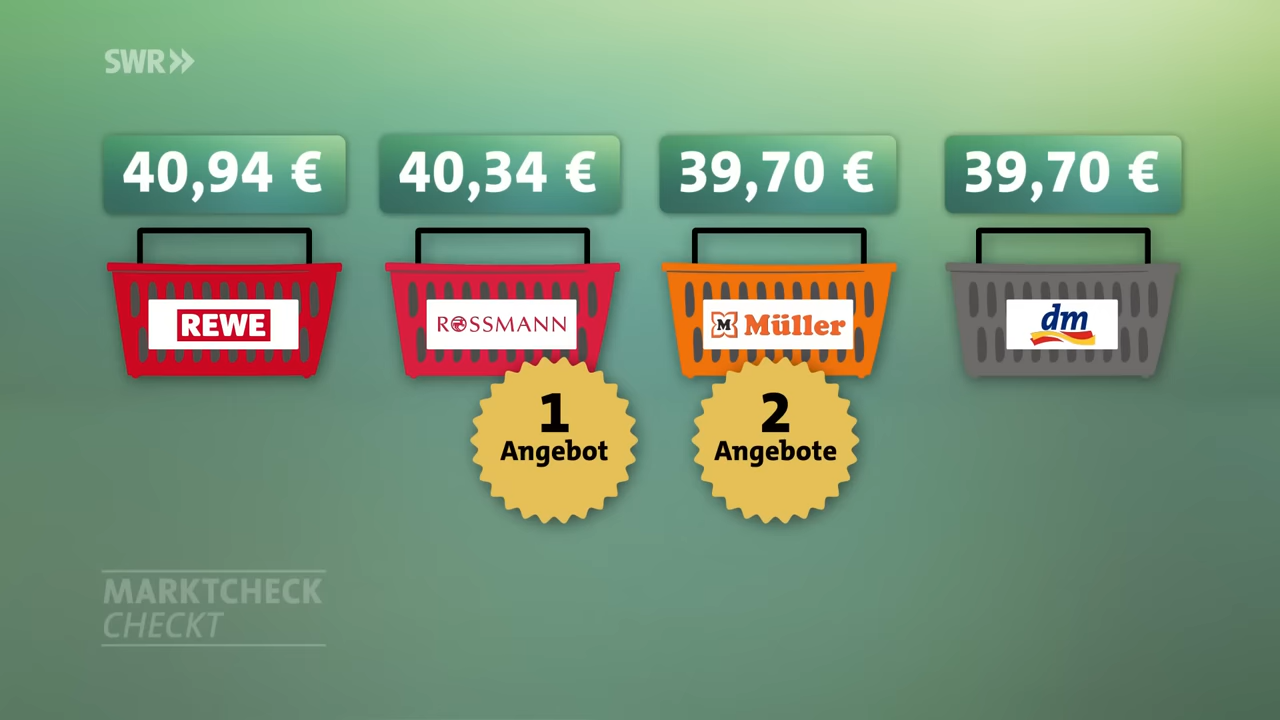 SWR»
40,94 €
40,34 €
39,70 €
39,70 €
REWE
ROSSMANN
M Müller
dm
1
Angebot
2
Angebote
MARKTCHECK
CHECKT